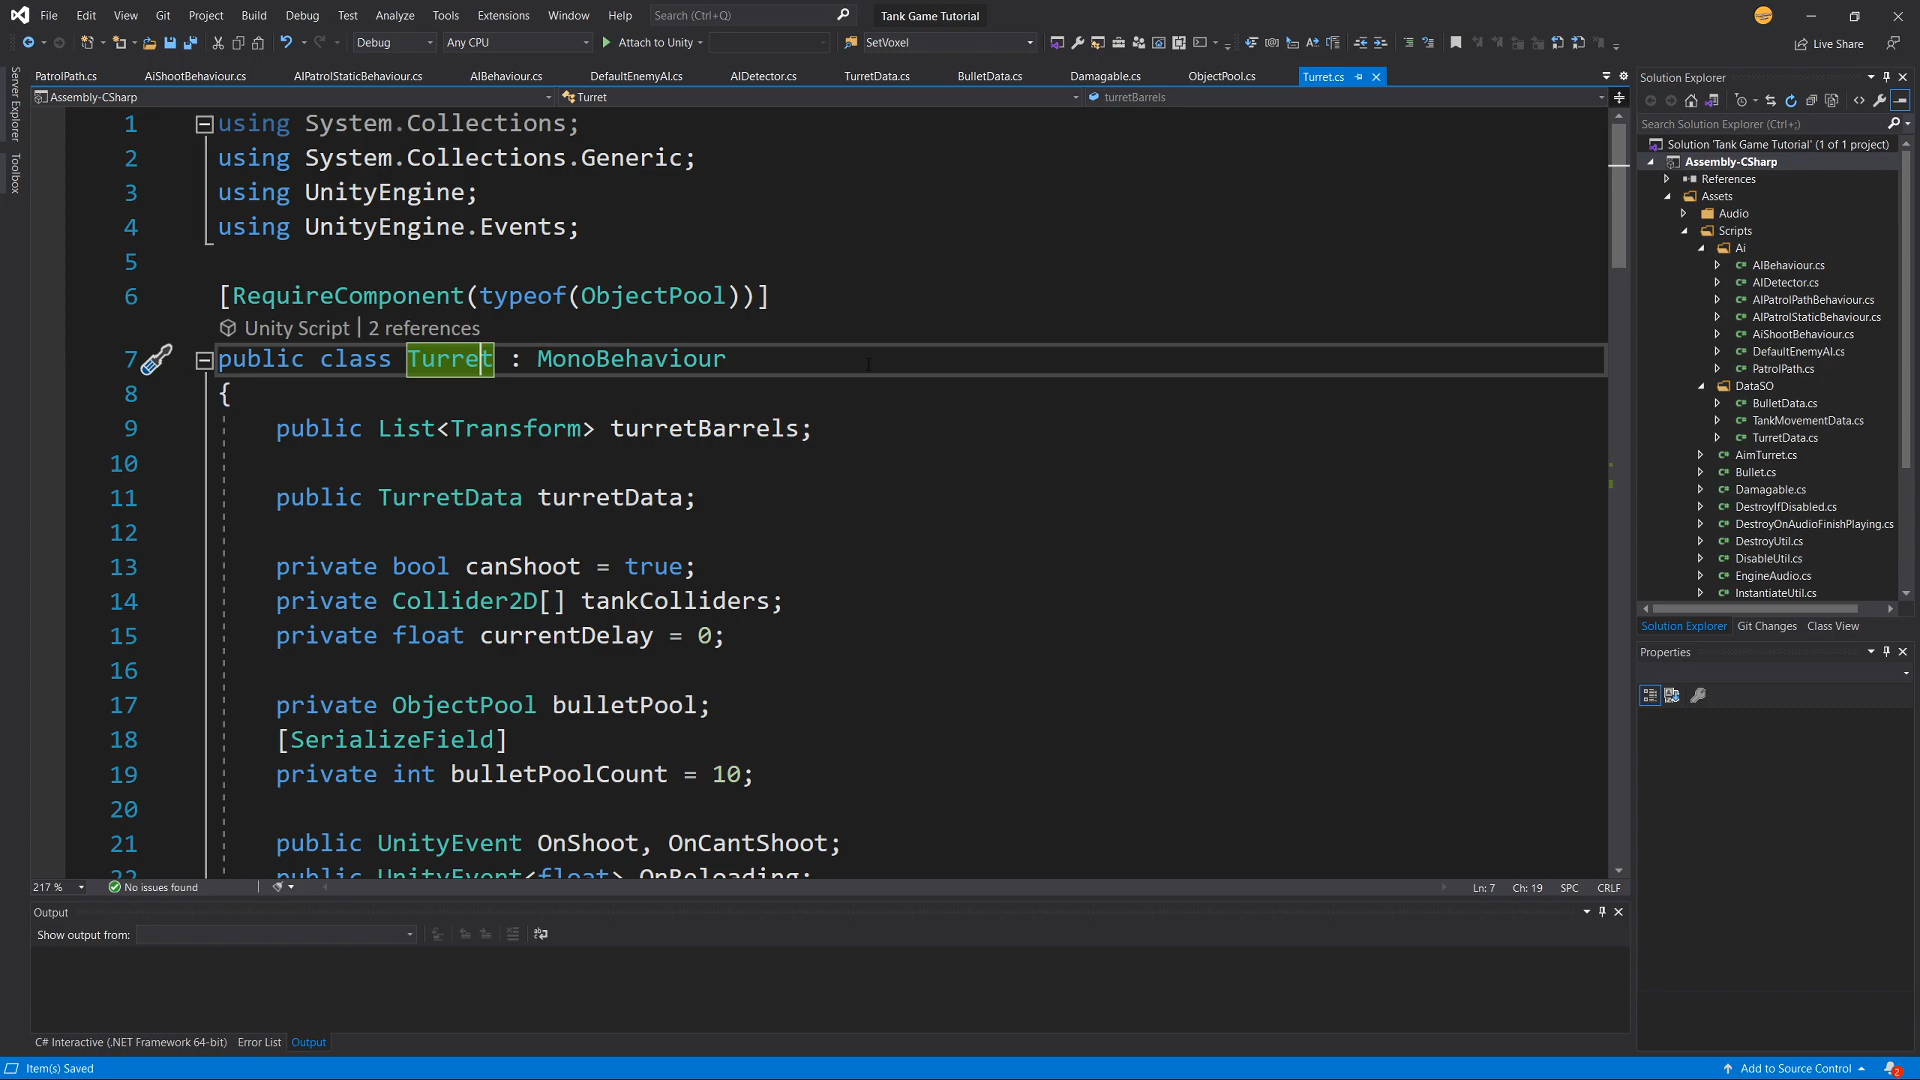 File Edit View Git Project Build Debug Test Analyze Tools Extensions Window Help Search (Ctrl+Q) Tank Game Tutorial
Debug Any CPU Attach to Unity SetVoxel Live Share
PatrolPath.cs AiShootBehaviour.cs AIPatrolStaticBehaviour.cs AIBehaviour.cs DefaultEnemyAI.cs AIDetector.cs TurretData.cs BulletData.cs Damagable.cs ObjectPool.cs Turret.cs
Assembly-CSharp Turret turretBarrels
Server Explorer
Toolbox
1 using System.Collections;
2 using System.Collections.Generic;
3 using UnityEngine;
4 using UnityEngine.Events;
5
6 [RequireComponent(typeof(ObjectPool))]
Unity Script | 2 references
7 public class Turret : MonoBehaviour
8 {
9 public List<Transform> turretBarrels;
10
11 public TurretData turretData;
12
13 private bool canShoot = true;
14 private Collider2D[] tankColliders;
15 private float currentDelay = 0;
16
17 private ObjectPool bulletPool;
18 [SerializeField]
19 private int bulletPoolCount = 10;
20
21 public UnityEvent OnShoot, OnCantShoot;
22 public UnityEvent<float> OnReloading;
217 % No issues found Ln: 7 Ch: 19 SPC CRLF
Output
Show output from:
C# Interactive (.NET Framework 64-bit) Error List Output
Item(s) Saved Add to Source Control 2
Solution Explorer
Search Solution Explorer (Ctrl+;)
Solution 'Tank Game Tutorial' (1 of 1 project)
Assembly-CSharp
References
Assets
Audio
Scripts
Ai
AIBehaviour.cs
AIDetector.cs
AIPatrolPathBehaviour.cs
AIPatrolStaticBehaviour.cs
AiShootBehaviour.cs
DefaultEnemyAI.cs
PatrolPath.cs
DataSO
BulletData.cs
TankMovementData.cs
TurretData.cs
AimTurret.cs
Bullet.cs
Damagable.cs
DestroyIfDisabled.cs
DestroyOnAudioFinishPlaying.cs
DestroyUtil.cs
DisableUtil.cs
EngineAudio.cs
InstantiateUtil.cs
Solution Explorer Git Changes Class View
Properties